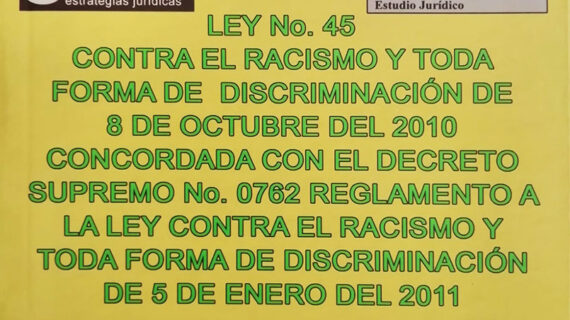 estrategias jurídicas
Estudio Jurídico
LEY No. 45
CONTRA EL RACISMO Y TODA
FORMA DE DISCRIMINACIÓN DE
8 DE OCTUBRE DEL 2010
CONCORDADA CON EL DECRETO
SUPREMO No. 0762 REGLAMENTO A
LA LEY CONTRA EL RACISMO Y
TODA FORMA DE DISCRIMINACIÓN
DE 5 DE ENERO DEL 2011